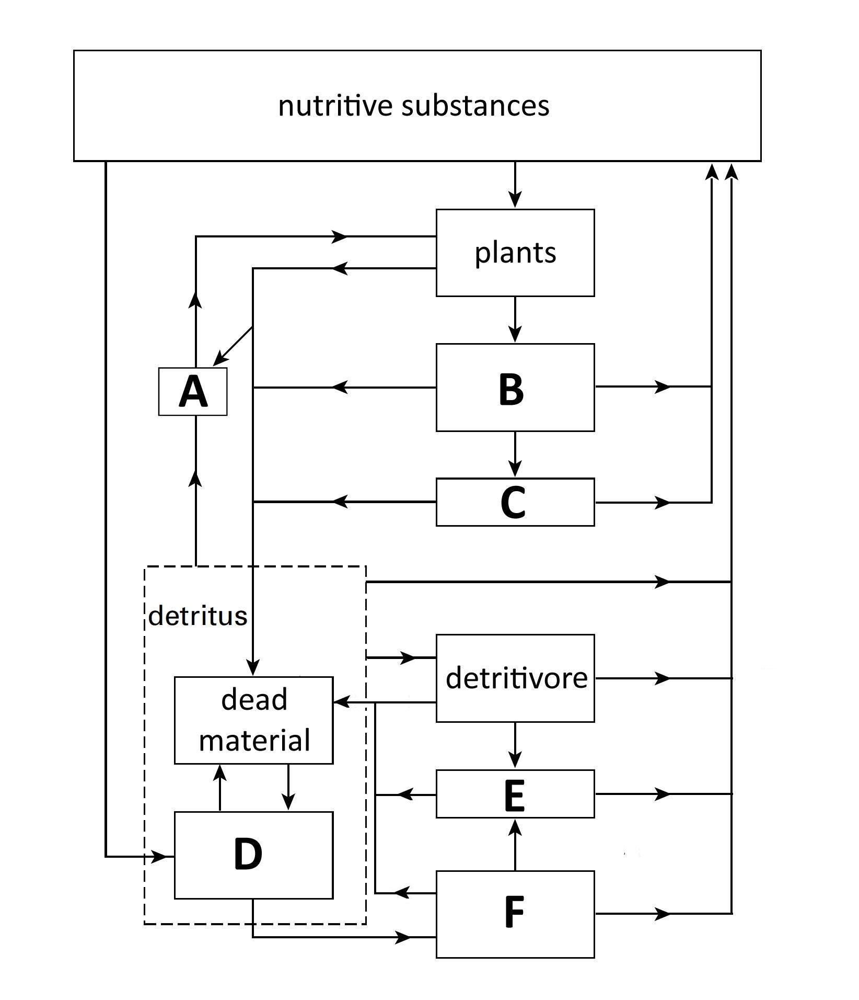 nutritive substances
plants
A
B
C
detritus
detritivore
dead
material
E
D
F